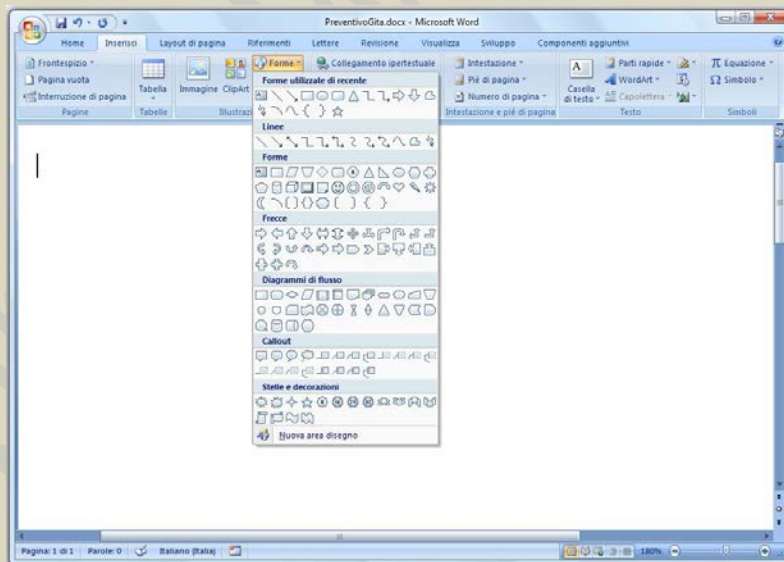 PreventivoGita.docx - Microsoft Word
Home Inserisci Layout di pagina Riferimenti Lettere Revisione Visualizza Sviluppo Componenti aggiuntivi
Frontespizio
Pagina vuota
Interruzione di pagina
Pagine
Tabella
Tabelle
Immagine ClipArt
Illustrazi
Forme
Collegamento ipertestuale
Intestazione
Piè di pagina
Numero di pagina
Intestazione e piè di pagina
A
Casella
di testo
Parti rapide
WordArt
Capolettera
Testo
π Equazione
Ω Simbolo
Simboli
Forme utilizzate di recente
Linee
Forme
Frecce
Diagrammi di flusso
Callout
Stelle e decorazioni
Nuova area disegno
Pagina: 1 di 1 Parole: 0 Italiano (Italia) 180%